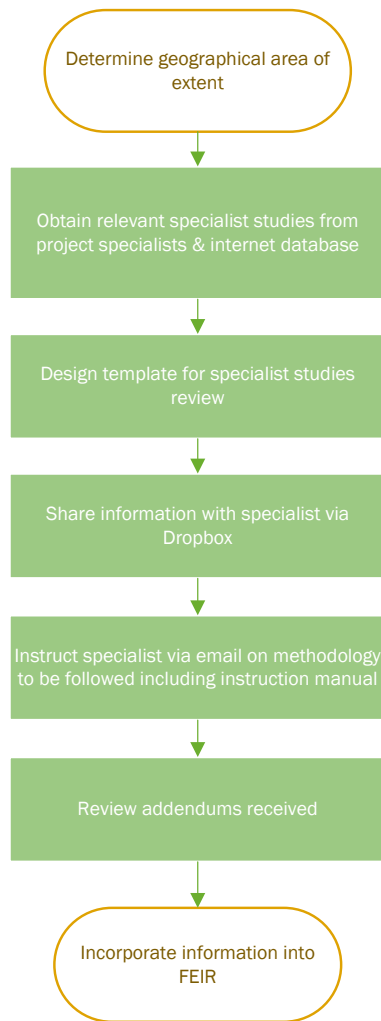 Determine geographical area of
extent
Obtain relevant specialist studies from
project specialists & internet database
Design template for specialist studies
review
Share information with specialist via
Dropbox
Instruct specialist via email on methodology
to be followed including instruction manual
Review addendums received
Incorporate information into
FEIR